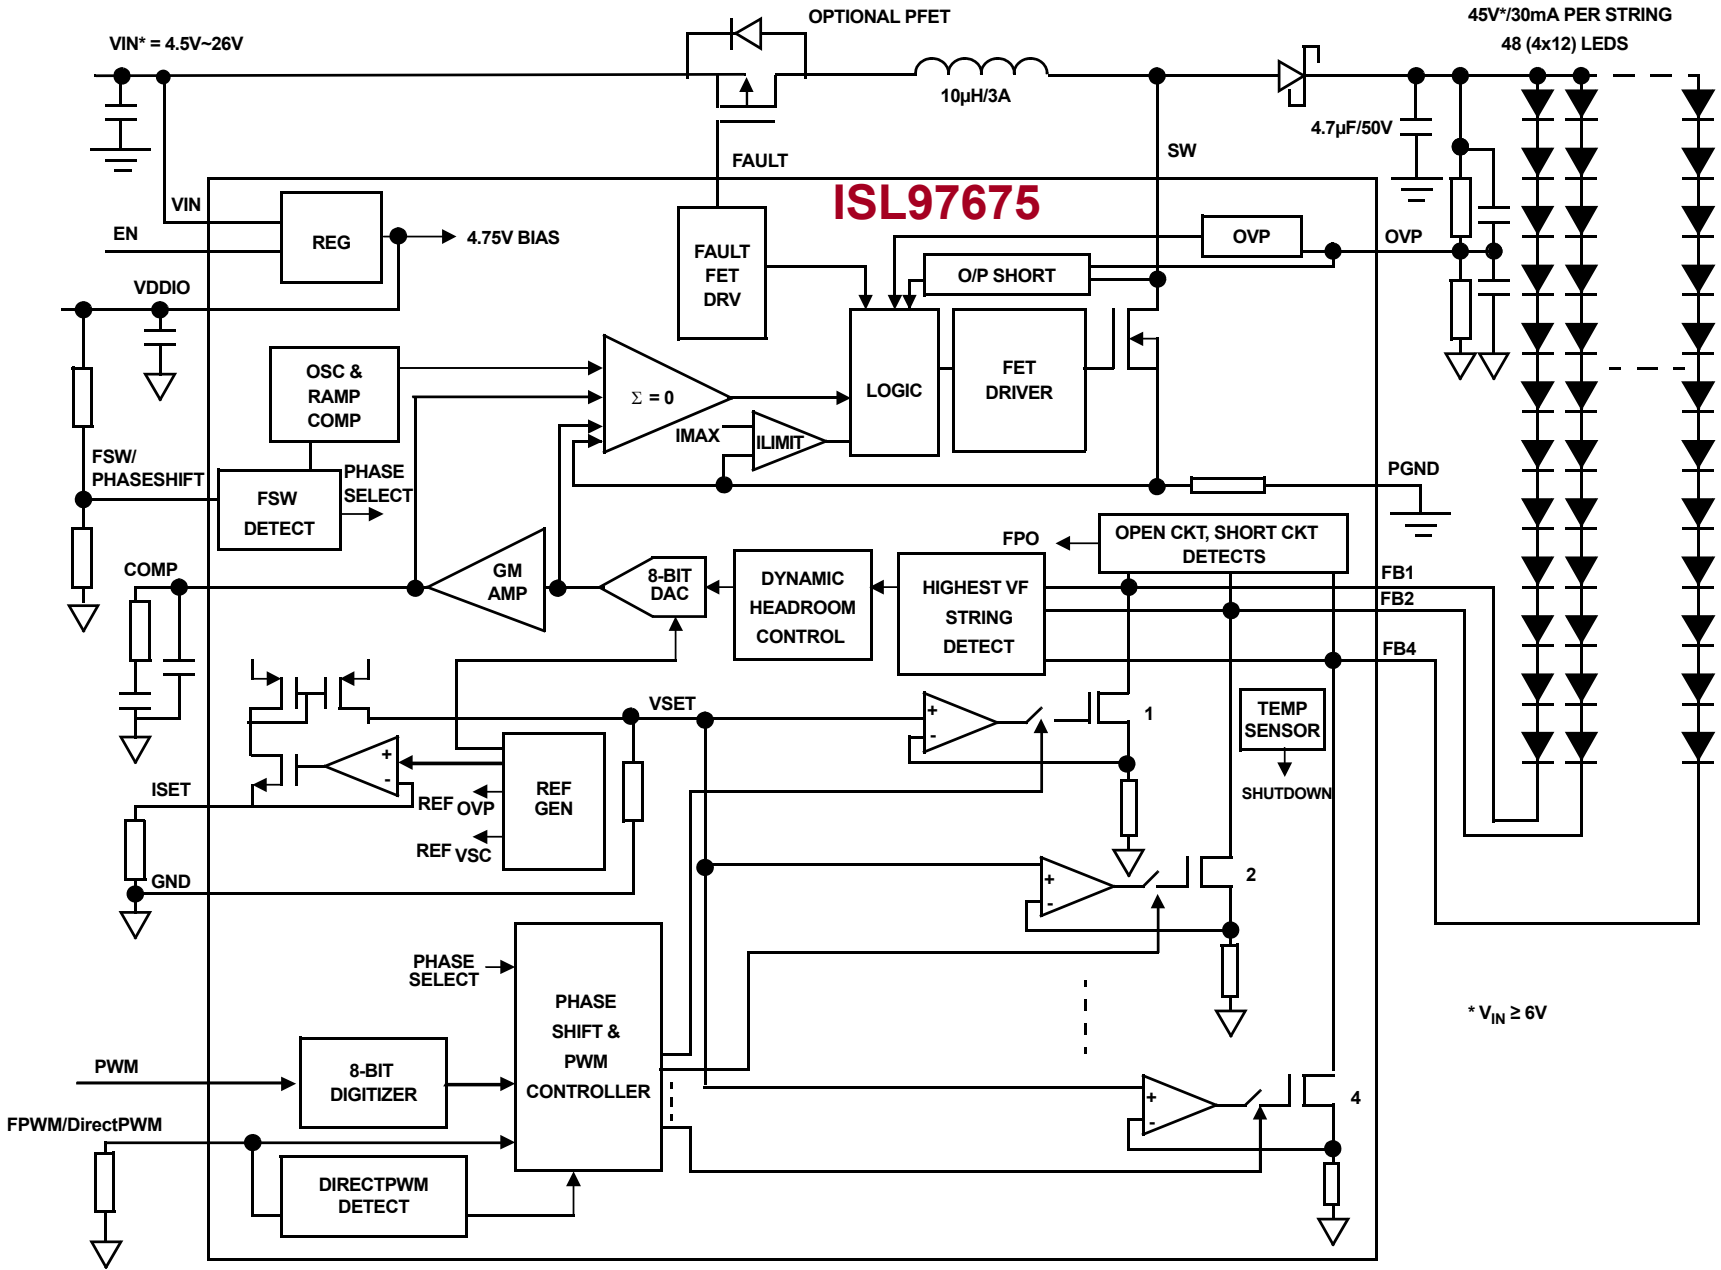 OPTIONAL PFET
45V*/30mA PER STRING
48 (4x12) LEDS
VIN* = 4.5V~26V
10µH/3A
4.7µF/50V
FAULT
SW
ISL97675
VIN
EN
REG
4.75V BIAS
FAULT
FET
DRV
OVP
OVP
O/P SHORT
VDDIO
OSC &
RAMP
COMP
Σ = 0
LOGIC
FET
DRIVER
IMAX
ILIMIT
FSW/
PHASESHIFT
FSW
DETECT
PHASE
SELECT
PGND
FPO
OPEN CKT, SHORT CKT
DETECTS
COMP
GM
AMP
8-BIT
DAC
DYNAMIC
HEADROOM
CONTROL
HIGHEST VF
STRING
DETECT
FB1
FB2
FB4
VSET
+
-
1
TEMP
SENSOR
SHUTDOWN
+
-
ISET
REF OVP
REF VSC
REF
GEN
GND
+
-
2
PHASE
SELECT
PHASE
SHIFT &
PWM
CONTROLLER
* VIN ≥ 6V
PWM
8-BIT
DIGITIZER
+
-
4
FPWM/DirectPWM
DIRECTPWM
DETECT